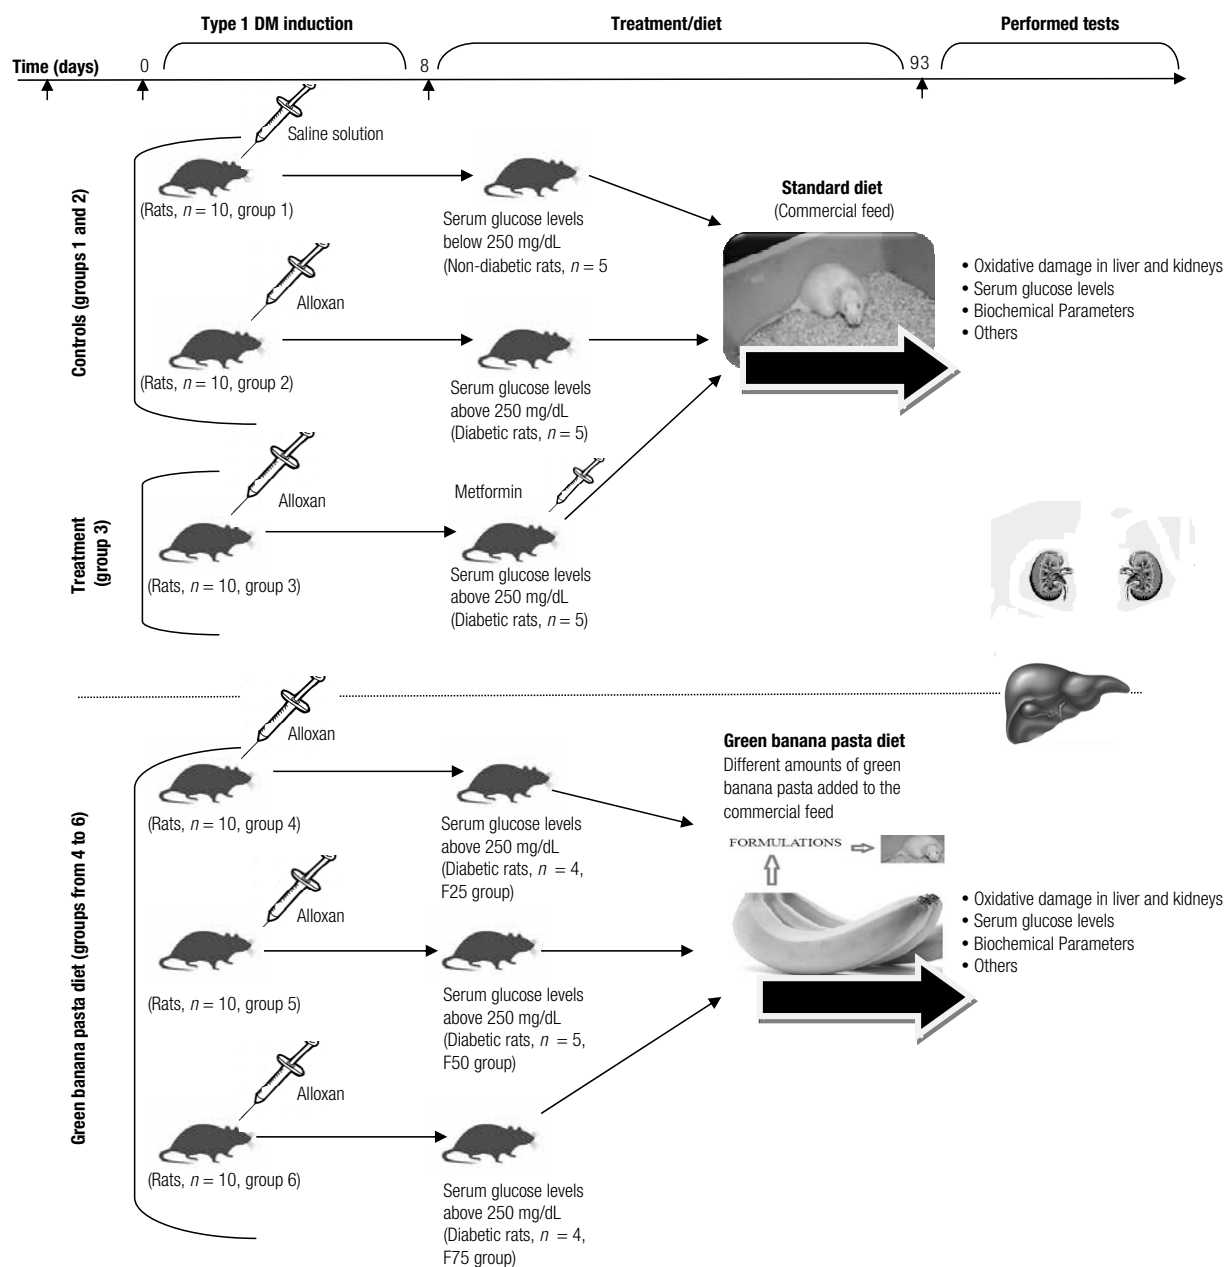 Type 1 DM induction
Treatment/diet
Performed tests
Time (days)
0
8
93
Controls (groups 1 and 2)
Saline solution
(Rats, n = 10, group 1)
Serum glucose levels
below 250 mg/dL
(Non-diabetic rats, n = 5
Alloxan
(Rats, n = 10, group 2)
Serum glucose levels
above 250 mg/dL
(Diabetic rats, n = 5)
Standard diet
(Commercial feed)
• Oxidative damage in liver and kidneys
• Serum glucose levels
• Biochemical Parameters
• Others
Treatment
(group 3)
Alloxan
(Rats, n = 10, group 3)
Metformin
Serum glucose levels
above 250 mg/dL
(Diabetic rats, n = 5)
Green banana pasta diet (groups from 4 to 6)
Alloxan
(Rats, n = 10, group 4)
Serum glucose levels
above 250 mg/dL
(Diabetic rats, n = 4,
F25 group)
Alloxan
(Rats, n = 10, group 5)
Serum glucose levels
above 250 mg/dL
(Diabetic rats, n = 5,
F50 group)
Alloxan
(Rats, n = 10, group 6)
Serum glucose levels
above 250 mg/dL
(Diabetic rats, n = 4,
F75 group)
Green banana pasta diet
Different amounts of green
banana pasta added to the
commercial feed
FORMULATIONS
• Oxidative damage in liver and kidneys
• Serum glucose levels
• Biochemical Parameters
• Others